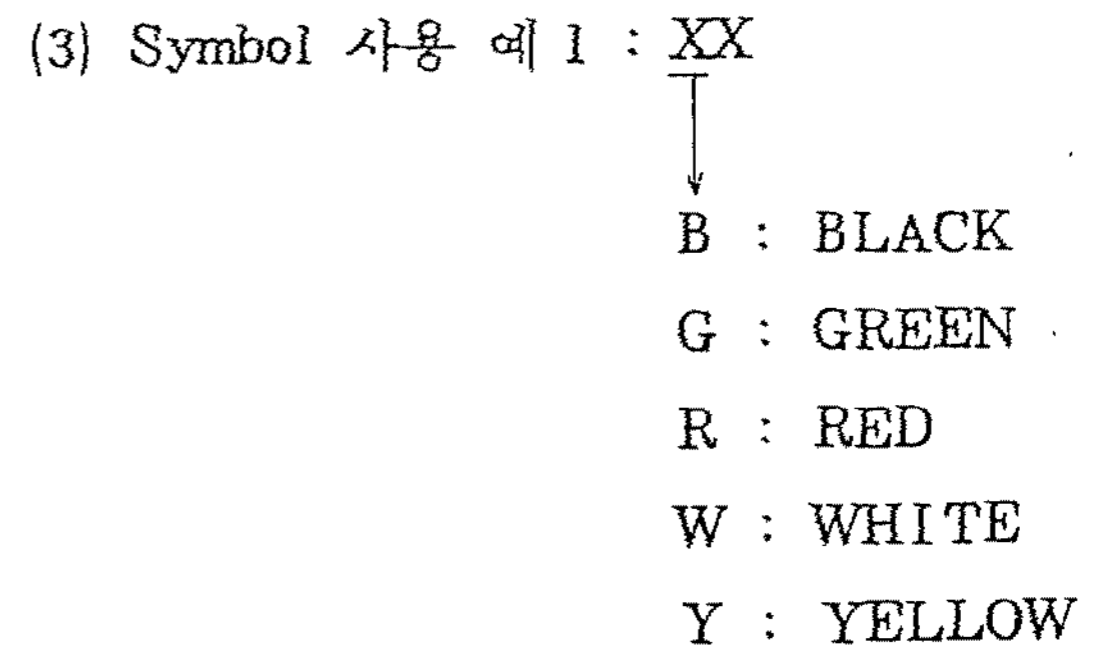 (3) Symbol 사용 예 1 : XX
B : BLACK
G : GREEN
R : RED
W : WHITE
Y : YELLOW